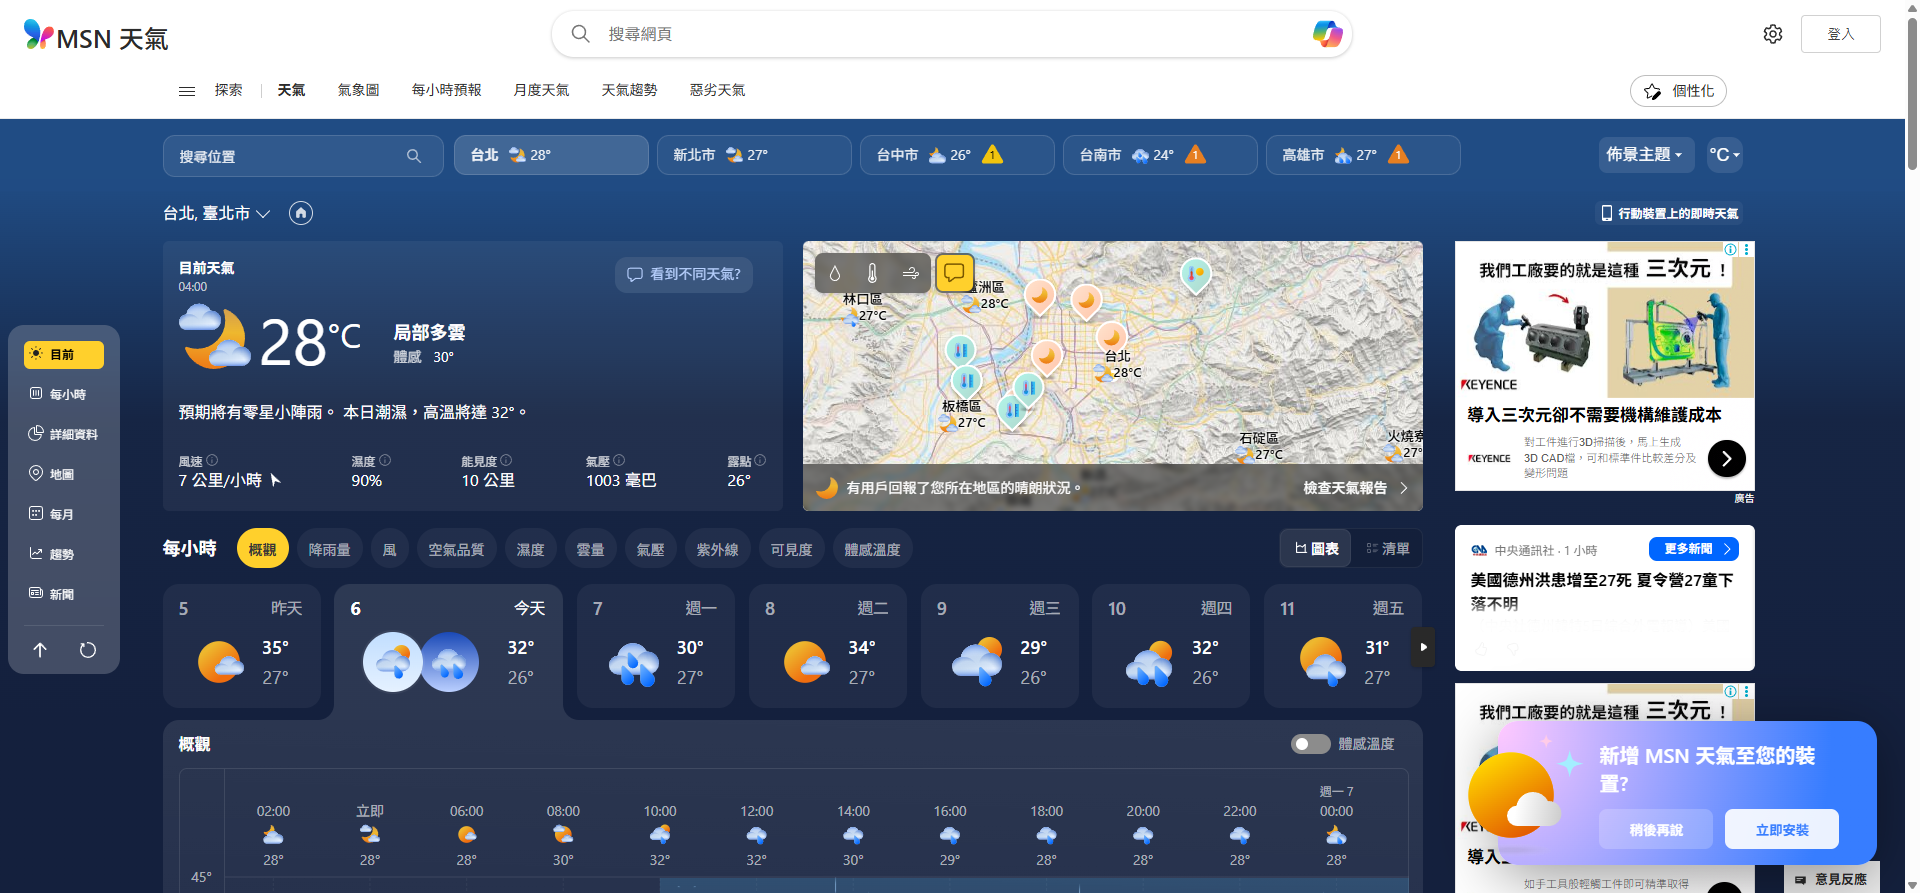 MSN 天氣
搜尋網頁
登入
探索
天氣
氣象圖
每小時預報
月度天氣
天氣趨勢
惡劣天氣
個性化
搜尋位置
台北 28°
新北市 27°
台中市 26° 1
台南市 24° 1
高雄市 27° 1
佈景主題
°C
台北, 臺北市
行動裝置上的即時天氣
目前天氣
04:00
看到不同天氣?
28°C
局部多雲
體感 30°
預期將有零星小陣雨。 本日潮濕，高溫將達 32°。
風速
7 公里/小時
濕度
90%
能見度
10 公里
氣壓
1003 毫巴
露點
26°
林口區
27°C
蘆洲區
28°C
台北
28°C
板橋區
27°C
石碇區
27°C
火燒寮
27°
有用戶回報了您所在地區的晴朗狀況。
檢查天氣報告
我們工廠要的就是這種 三次元 ！
KEYENCE
導入三次元卻不需要機構維護成本
KEYENCE
對工件進行3D掃描後，馬上生成
3D CAD檔，可和標準件比較差分及
變形問題
廣告
目前
每小時
詳細資料
地圖
每月
趨勢
新聞
每小時
概觀
降雨量
風
空氣品質
濕度
雲量
氣壓
紫外線
可見度
體感溫度
圖表
清單
5 昨天
35°
27°
6 今天
32°
26°
7 週一
30°
27°
8 週二
34°
27°
9 週三
29°
26°
10 週四
32°
26°
11 週五
31°
27°
中央通訊社 · 1 小時
更多新聞
美國德州洪患增至27死 夏令營27童下
落不明
概觀
體感溫度
週一 7
02:00 立即 06:00 08:00 10:00 12:00 14:00 16:00 18:00 20:00 22:00 00:00
28° 28° 28° 30° 32° 32° 30° 29° 28° 28° 28° 28°
45°
我們工廠要的就是這種 三次元 ！
新增 MSN 天氣至您的裝
置?
稍後再說
立即安裝
KE
導入
如手工具般輕觸工件即可精準取得
意見反應